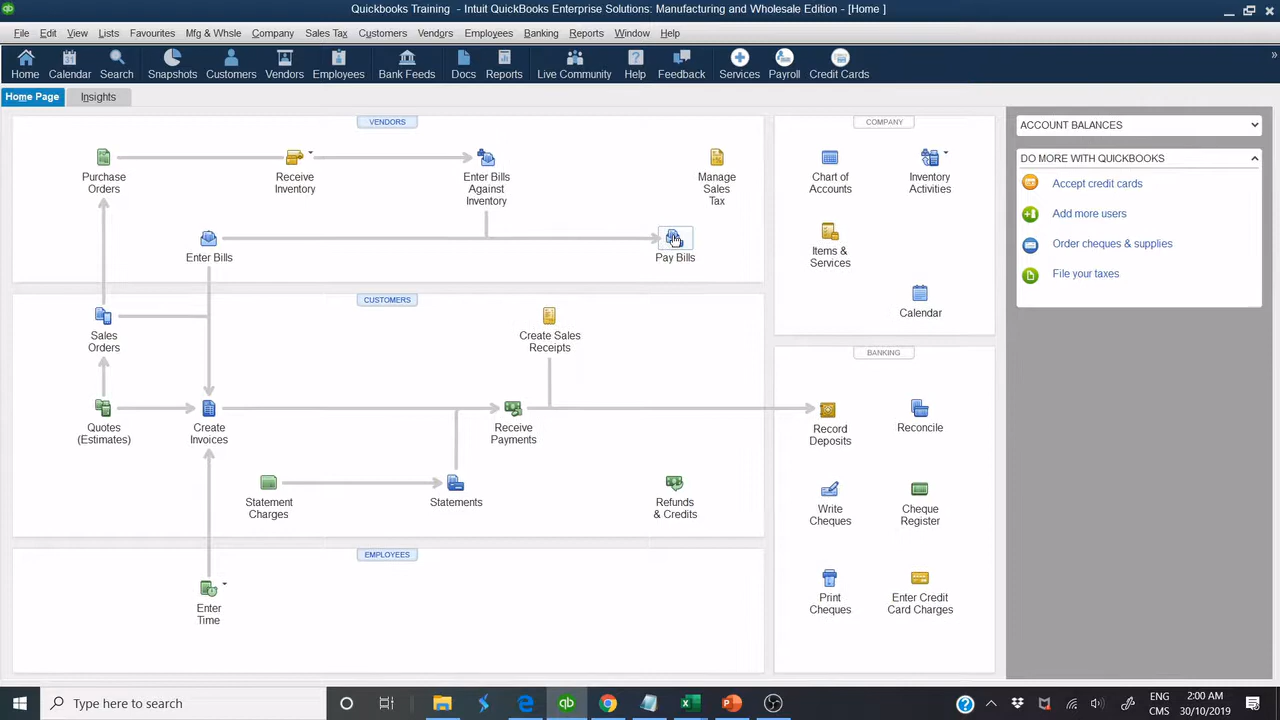 Quickbooks Training - Intuit QuickBooks Enterprise Solutions: Manufacturing and Wholesale Edition - [Home ]
File Edit View Lists Favourites Mfg & Whsle Company Sales Tax Customers Vendors Employees Banking Reports Window Help
Home Calendar Search Snapshots Customers Vendors Employees Bank Feeds Docs Reports Live Community Help Feedback Services Payroll Credit Cards
Home Page Insights
VENDORS
Purchase
Orders
Receive
Inventory
Enter Bills
Against
Inventory
Manage
Sales
Tax
Enter Bills
Pay Bills
CUSTOMERS
Sales
Orders
Create Sales
Receipts
Quotes
(Estimates)
Create
Invoices
Receive
Payments
Statement
Charges
Statements
Refunds
& Credits
EMPLOYEES
Enter
Time
COMPANY
Chart of
Accounts
Inventory
Activities
Items &
Services
Calendar
BANKING
Record
Deposits
Reconcile
Write
Cheques
Cheque
Register
Print
Cheques
Enter Credit
Card Charges
ACCOUNT BALANCES
DO MORE WITH QUICKBOOKS
Accept credit cards
Add more users
Order cheques & supplies
File your taxes
Type here to search
ENG
CMS
2:00 AM
30/10/2019